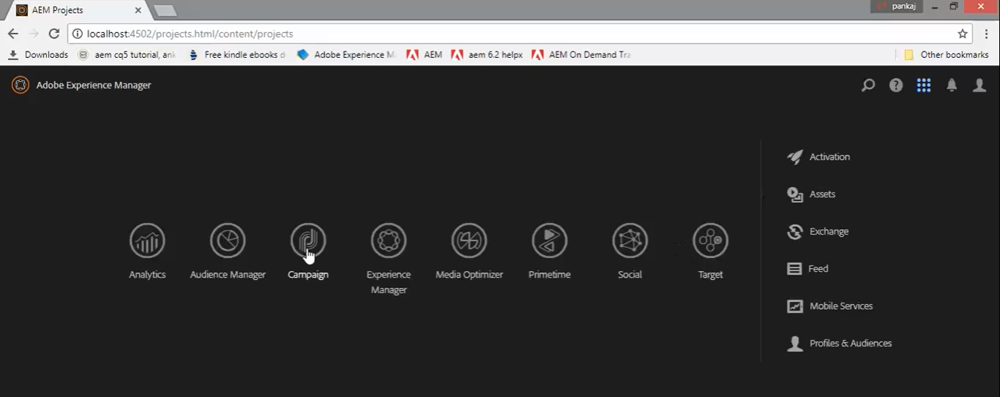 AEM Projects
pankaj
localhost:4502/projects.html/content/projects
Downloads aem cq5 tutorial, ank Free kindle ebooks d Adobe Experience M AEM aem 6.2 helpx AEM On Demand Tra Other bookmarks
Adobe Experience Manager
Activation
Assets
Exchange
Feed
Mobile Services
Profiles & Audiences
Analytics Audience Manager Campaign Experience Media Optimizer Primetime Social Target
Manager